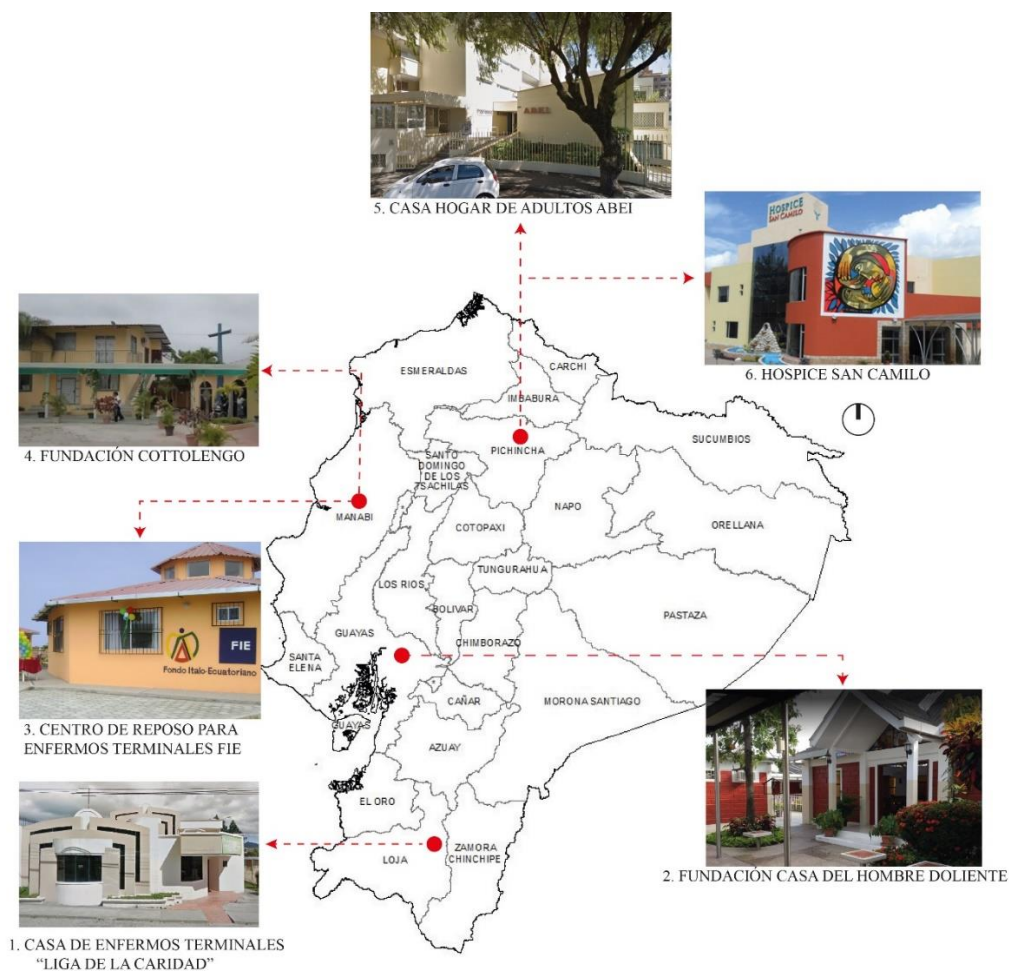 ABEI
5. CASA HOGAR DE ADULTOS ABEI
HOSPICE
SAN CAMILO
6. HOSPICE SAN CAMILO
4. FUNDACIÓN COTTOLENGO
ESMERALDAS
CARCHI
IMBABURA
SUCUMBIOS
PICHINCHA
SANTO
DOMINGO
DE LOS
TSACHILAS
NAPO
MANABI
ORELLANA
COTOPAXI
TUNGURAHUA
LOS RIOS
BOLIVAR
PASTAZA
GUAYAS
CHIMBORAZO
SANTA
ELENA
CAÑAR
MORONA SANTIAGO
GUAYAS
AZUAY
EL ORO
ZAMORA
CHINCHIPE
LOJA
FIE
Fondo Italo-Ecuatoriano
3. CENTRO DE REPOSO PARA
ENFERMOS TERMINALES FIE
2. FUNDACIÓN CASA DEL HOMBRE DOLIENTE
1. CASA DE ENFERMOS TERMINALES
“LIGA DE LA CARIDAD”